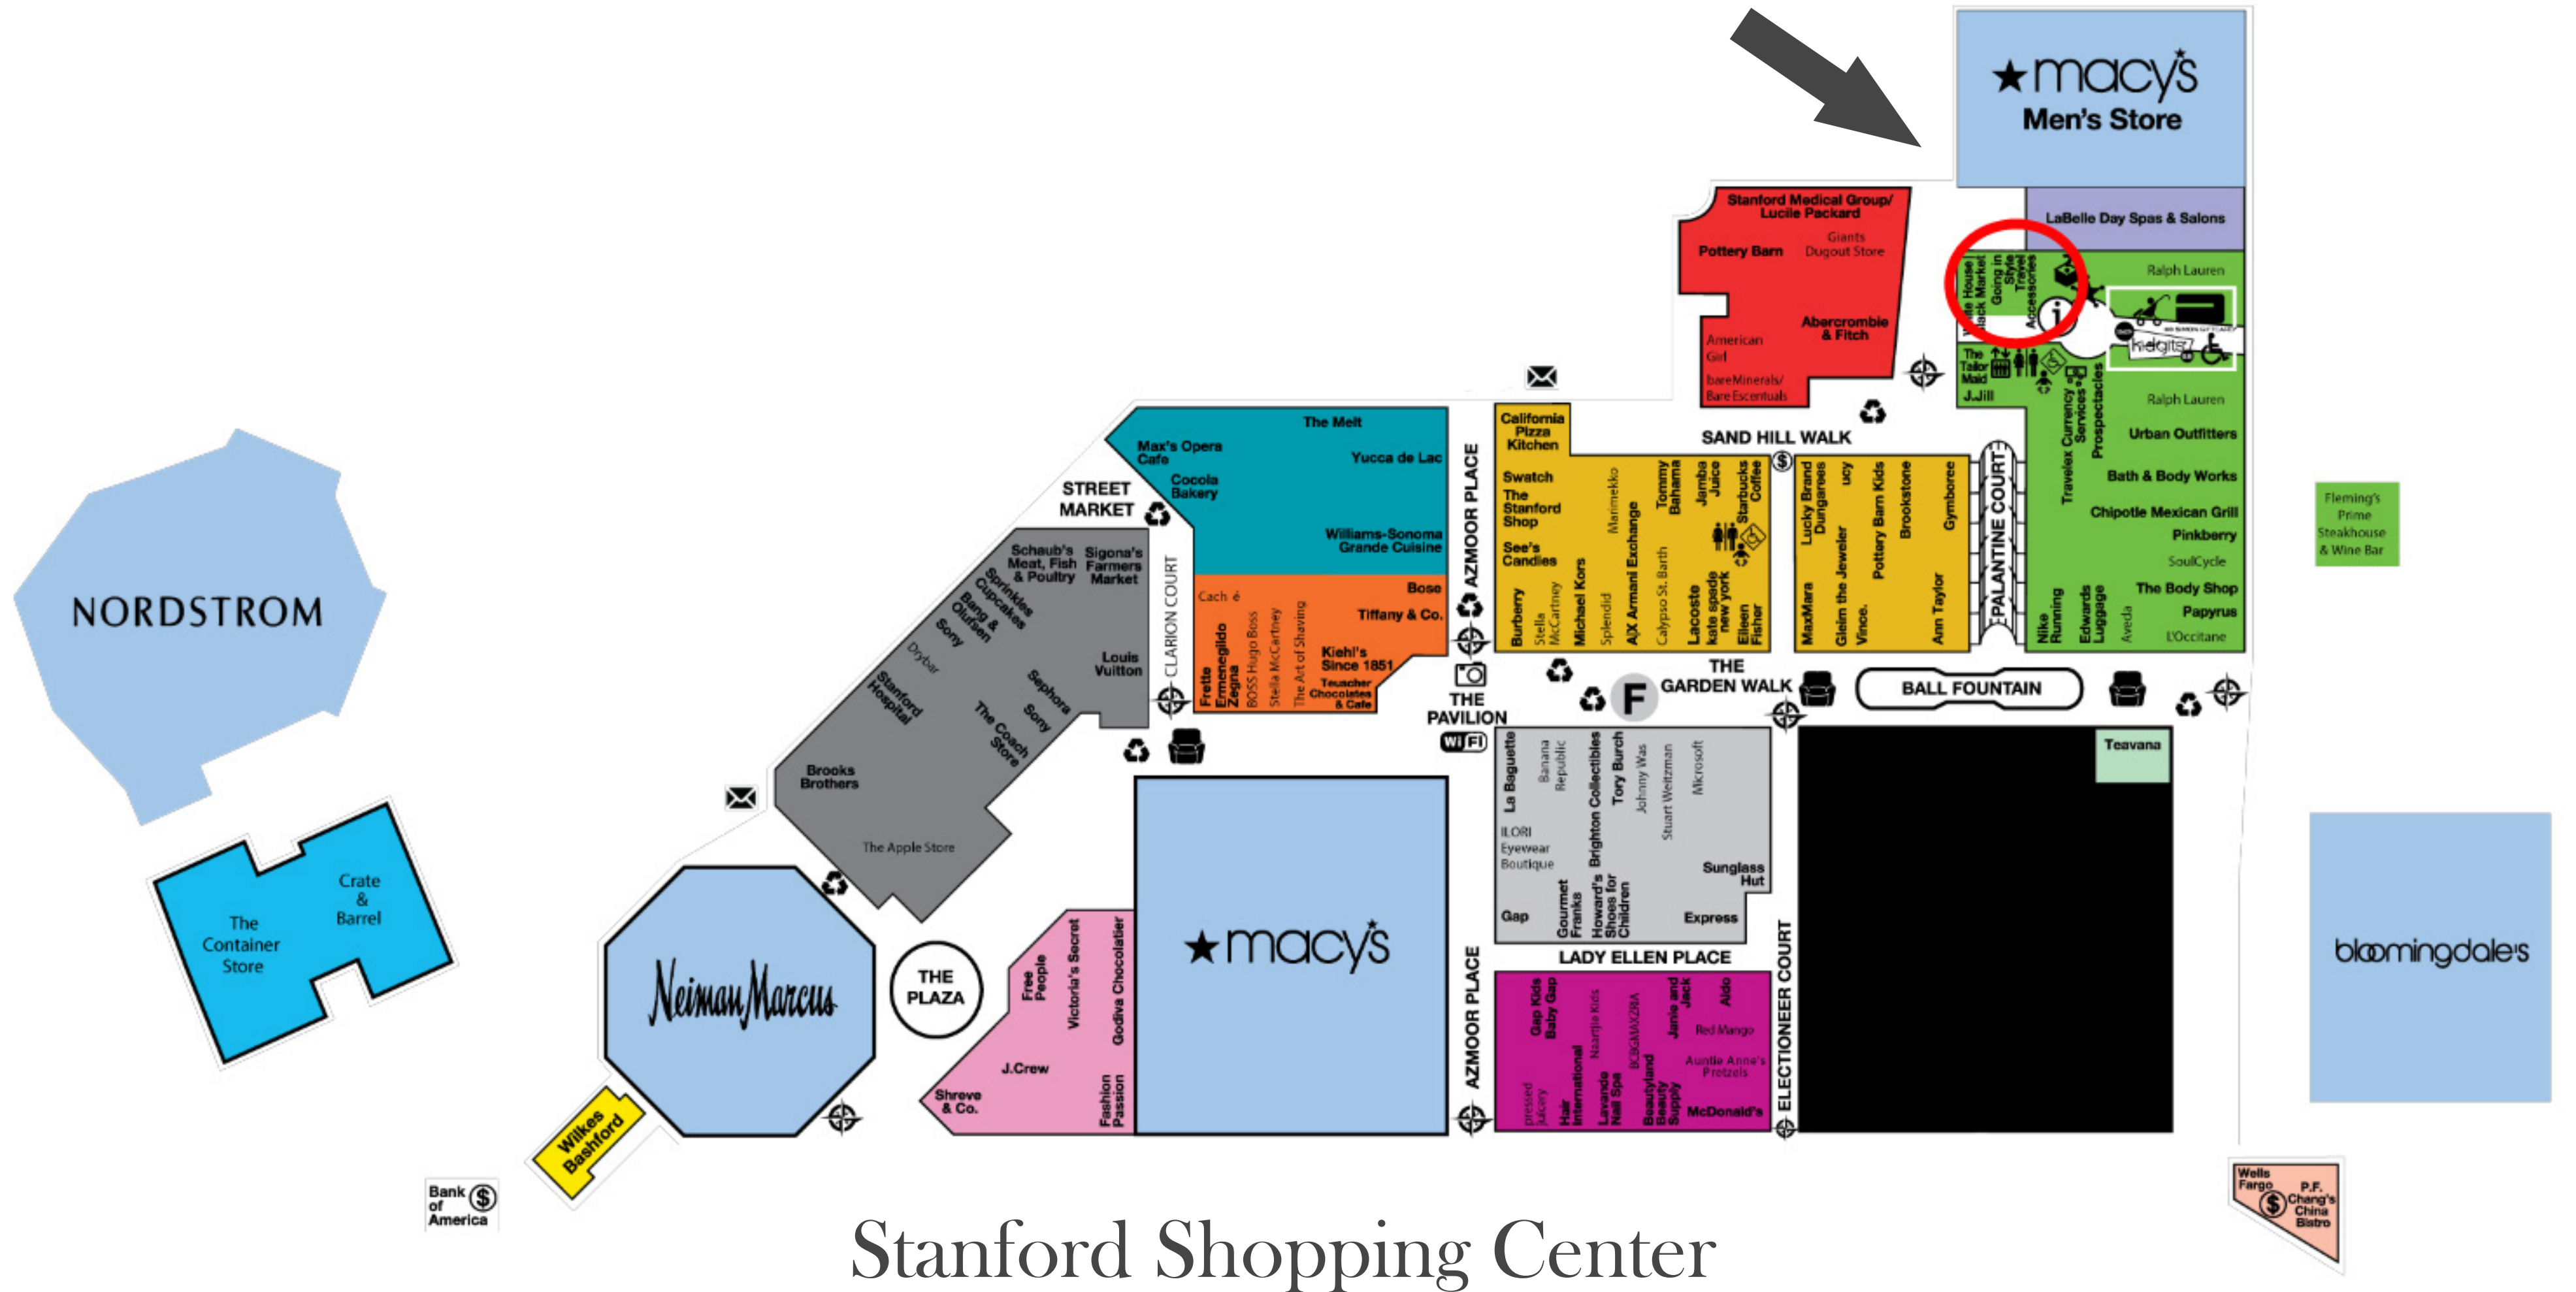 macy's
Men's Store
LaBelle Day Spas & Salons
Stanford Medical Group/
Lucile Packard
Pottery Barn
Giants
Dugout Store
Abercrombie
& Fitch
American
Girl
bareMinerals/
Bare Escentuals
House
Market
Going in
Style
Travel
Accessories
i
Ralph Lauren
kidgits
The
Tailor
Maid
J.Jill
Travelex Currency
Services
Prospectacles
Ralph Lauren
Urban Outfitters
Bath & Body Works
Chipotle Mexican Grill
Pinkberry
SoulCycle
The Body Shop
Papyrus
L'Occitane
Nike
Running
Edwards
Luggage
Aveda
Fleming's
Prime
Steakhouse
& Wine Bar
SAND HILL WALK
PALANTINE COURT
California
Pizza
Kitchen
Swatch
The
Stanford
Shop
See's
Candies
Burberry
Stella
McCartney
Michael Kors
Marimekko
Splendid
A|X Armani Exchange
Tommy
Bahama
Calypso St. Barth
Jamba
Juice
Lacoste
kate spade
new york
Starbucks
Coffee
Eileen
Fisher
$
Lucky Brand
Dungarees
ucy
Pottery Barn Kids
Brookstone
Gymboree
MaxMara
Gleim the Jeweler
Vince.
Ann Taylor
AZMOOR PLACE
The Melt
Max's Opera
Cafe
Yucca de Lac
Cocola
Bakery
Williams-Sonoma
Grande Cuisine
STREET
MARKET
CLARION COURT
Bose
Cach é
Tiffany & Co.
Frette
Ermenegildo
Zegna
BOSS Hugo Boss
Stella McCartney
The Art of Shaving
Kiehl's
Since 1851
Teuscher
Chocolates
& Cafe
Schaub's
Meat, Fish
& Poultry
Sigona's
Farmers
Market
Sprinkles
Cupcakes
Bang &
Olufsen
Sony
Drybar
Stanford
Hospital
Louis
Vuitton
Sephora
Sony
The Coach
Store
Brooks
Brothers
The Apple Store
NORDSTROM
The
Container
Store
Crate
&
Barrel
Neiman Marcus
THE
PLAZA
Wilkes
Bashford
Bank
of
America
$
Free
People
Victoria's Secret
Godiva Chocolatier
J.Crew
Shreve
& Co.
Fashion
Passion
macy's
THE
PAVILION
WiFi
F
THE
GARDEN WALK
BALL FOUNTAIN
La Baguette
Banana
Republic
Brighton Collectibles
Tory Burch
Johnny Was
Stuart Weitzman
Microsoft
ILORI
Eyewear
Boutique
Gap
Gourmet
Franks
Howard's
Shoes for
Children
Sunglass
Hut
Express
LADY ELLEN PLACE
AZMOOR PLACE
ELECTIONEER COURT
Gap Kids
Baby Gap
Naartjie Kids
BCBGMAXZRIA
Janie and
Jack
Aldo
Red Mango
Auntie Anne's
Pretzels
pressed
juicery
Hair
International
Lavande
Nail Spa
Beautyland
Beauty
Supply
McDonald's
Teavana
bloomingdale's
Wells
Fargo
$
P.F.
Chang's
China
Bistro
Stanford Shopping Center